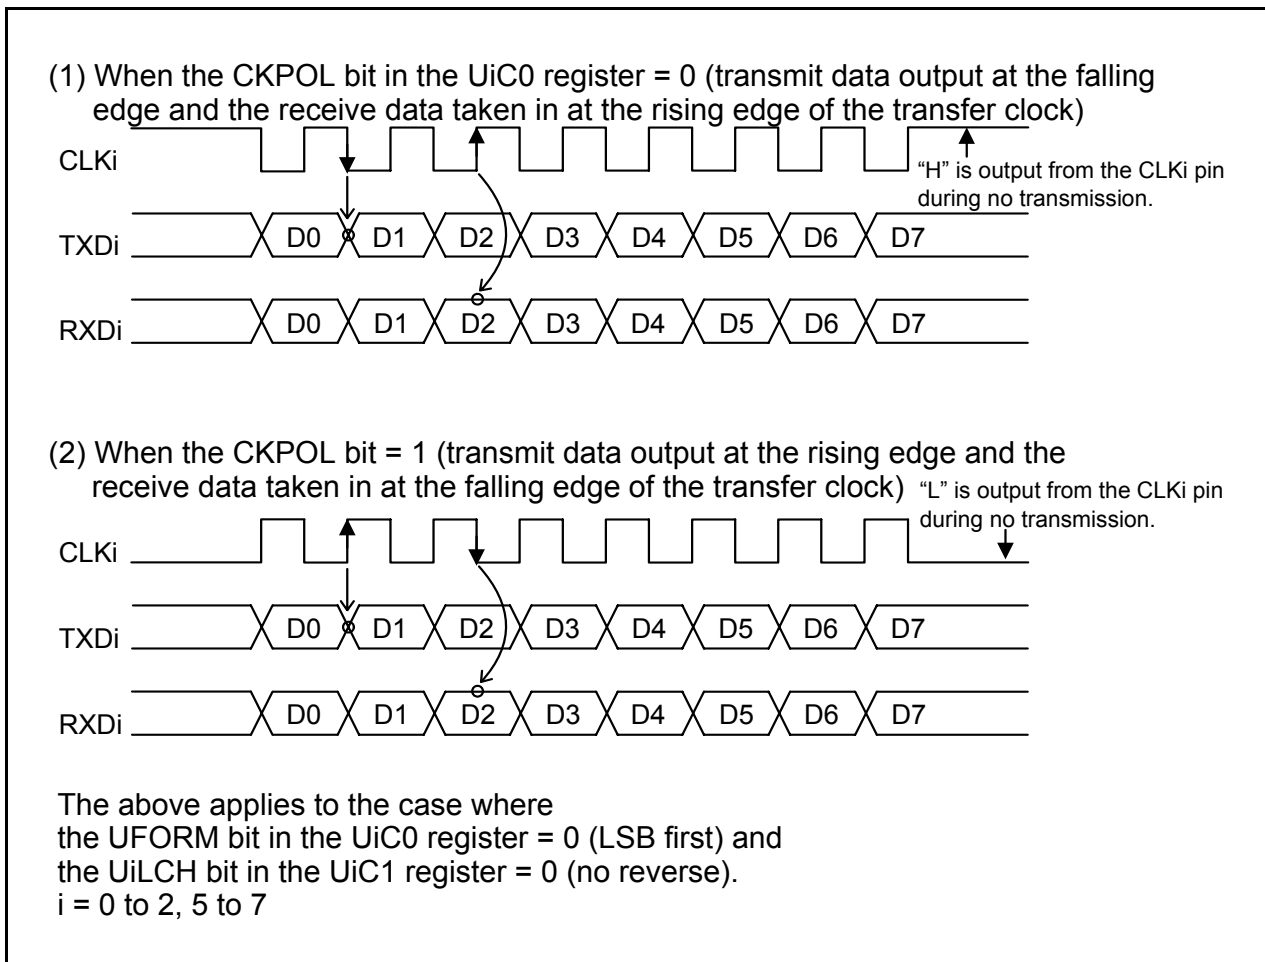 (1) When the CKPOL bit in the UiC0 register = 0 (transmit data output at the falling
edge and the receive data taken in at the rising edge of the transfer clock)
CLKi
“H” is output from the CLKi pin
during no transmission.
TXDi D0 D1 D2 D3 D4 D5 D6 D7
RXDi D0 D1 D2 D3 D4 D5 D6 D7
(2) When the CKPOL bit = 1 (transmit data output at the rising edge and the
receive data taken in at the falling edge of the transfer clock)
“L” is output from the CLKi pin
during no transmission.
CLKi
TXDi D0 D1 D2 D3 D4 D5 D6 D7
RXDi D0 D1 D2 D3 D4 D5 D6 D7
The above applies to the case where
the UFORM bit in the UiC0 register = 0 (LSB first) and
the UiLCH bit in the UiC1 register = 0 (no reverse).
i = 0 to 2, 5 to 7